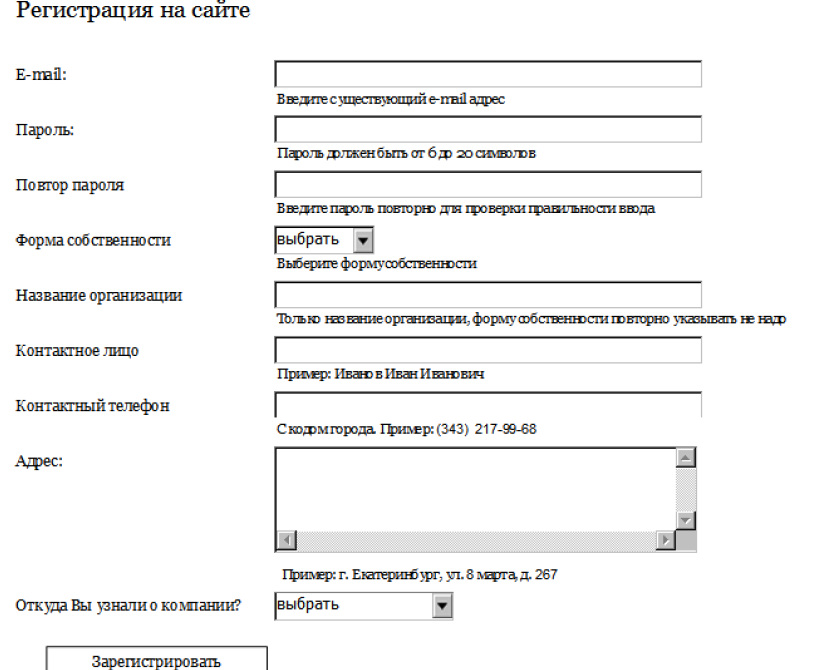 Регистрация на сайте
E-mail:
Введите существующий e-mail адрес
Пароль:
Пароль должен быть от 6 до 20 символов
Повтор пароля
Введите пароль повторно для проверки правильности ввода
Форма собственности
выбрать
Выберите форму собственности
Название организации
Только название организации, форму собственности повторно указывать не надо
Контактное лицо
Пример: Иванов Иван Иванович
Контактный телефон
С кодом города. Пример: (343) 217-99-68
Адрес:
Пример: г. Екатеринбург, ул. 8 марта, д. 267
Откуда Вы узнали о компании?
выбрать
Зарегистрировать